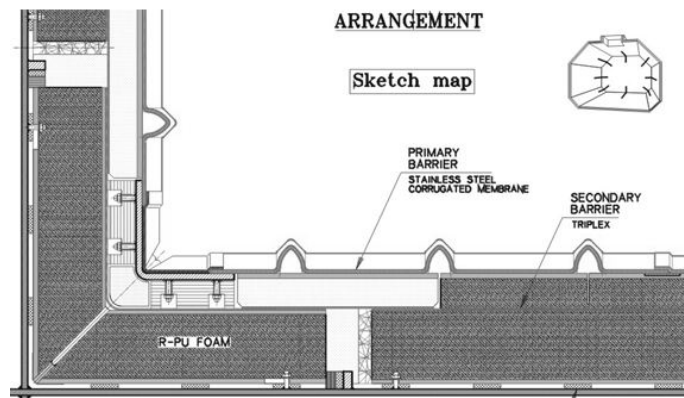 ARRANGEMENT
Sketch map
PRIMARY
BARRIER
STAINLESS STEEL
CORRUGATED MEMBRANE
SECONDARY
BARRIER
TRIPLEX
R-PU FOAM